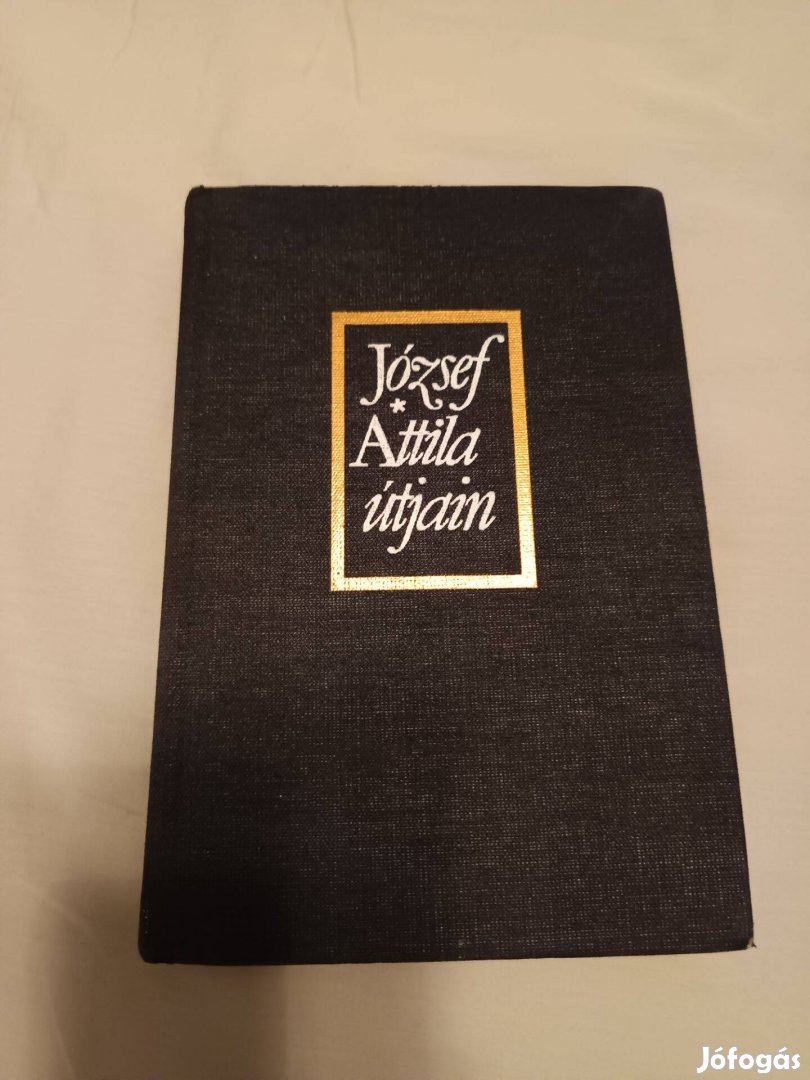 József
*
Attila
útjain
Jófogás